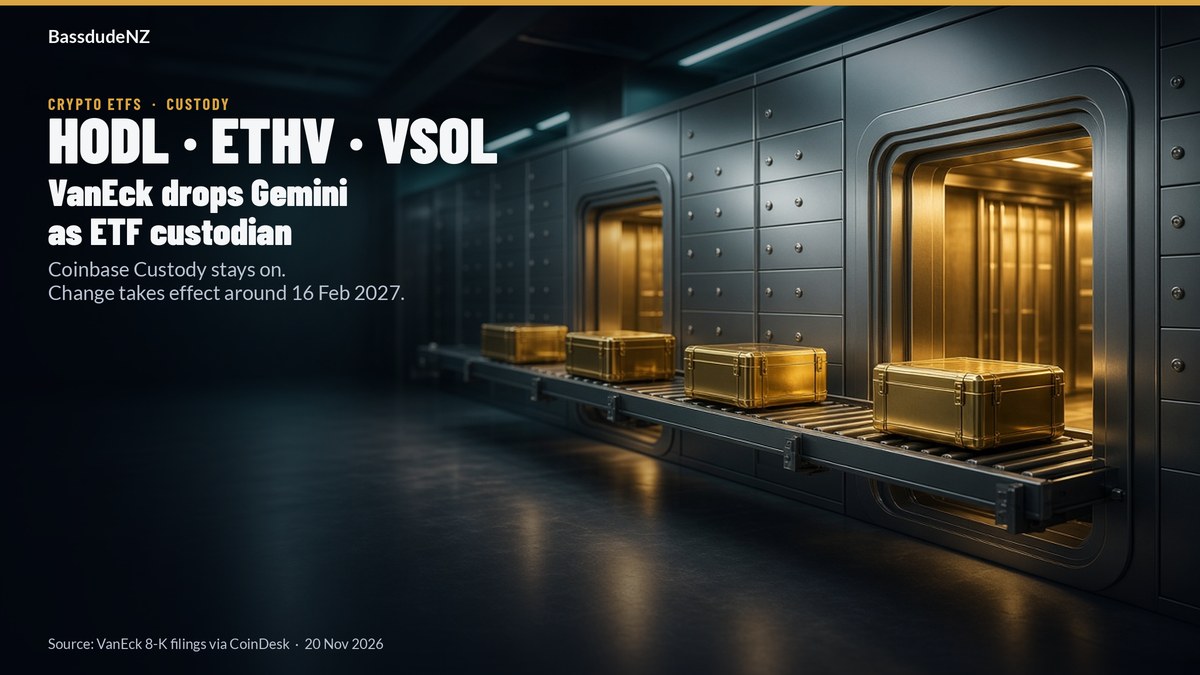 BassdudeNZ
CRYPTO ETFS · CUSTODY
HODL · ETHV · VSOL
VanEck drops Gemini
as ETF custodian
Coinbase Custody stays on.
Change takes effect around 16 Feb 2027.
Source: VanEck 8-K filings via CoinDesk · 20 Nov 2026